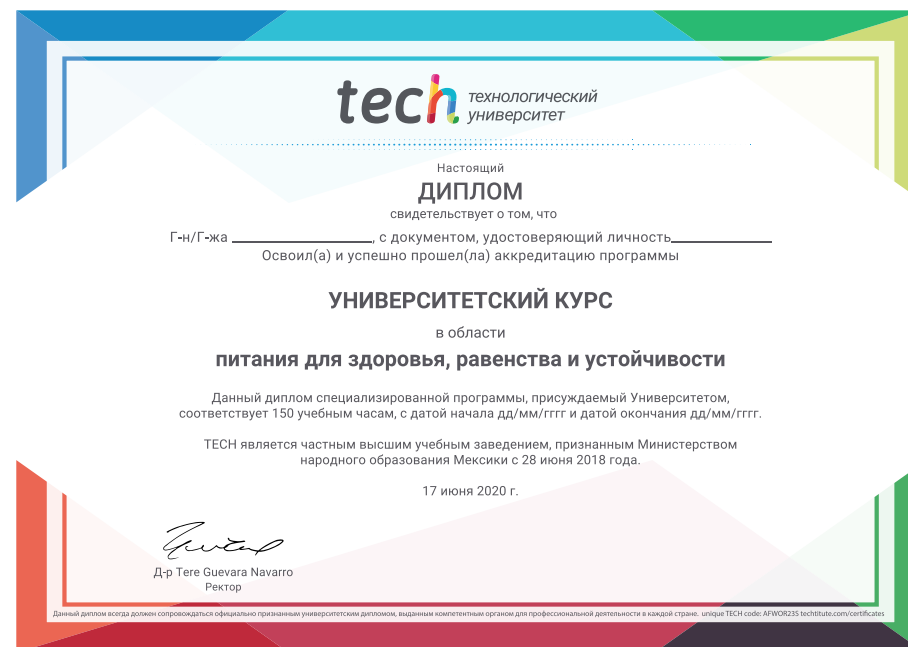 tech технологический
университет
Настоящий
ДИПЛОМ
свидетельствует о том, что
Г-н/Г-жа ____________________, с документом, удостоверяющий личность______________
Освоил(а) и успешно прошел(ла) аккредитацию программы
УНИВЕРСИТЕТСКИЙ КУРС
в области
питания для здоровья, равенства и устойчивости
Данный диплом специализированной программы, присуждаемый Университетом,
соответствует 150 учебным часам, с датой начала дд/мм/гггг и датой окончания дд/мм/гггг.
TECH является частным высшим учебным заведением, признанным Министерством
народного образования Мексики с 28 июня 2018 года.
17 июня 2020 г.
Д-р Tere Guevara Navarro
Ректор
Данный диплом всегда должен сопровождаться официально признанным университетским дипломом, выданным компетентным органом для профессиональной деятельности в каждой стране. unique TECH code: AFWOR23S techtitute.com/certificates